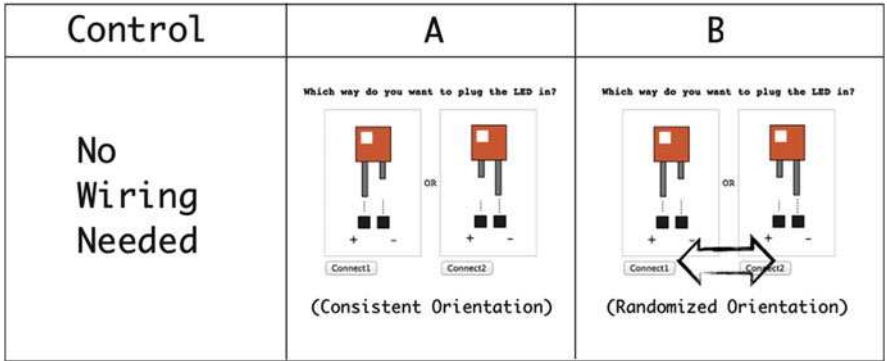 Control
A
B
No
Wiring
Needed
Which way do you want to plug the LED in?
OR
+ -
+ -
Connect1
Connect2
(Consistent Orientation)
Which way do you want to plug the LED in?
OR
+ -
+ -
Connect1
Connect2
(Randomized Orientation)